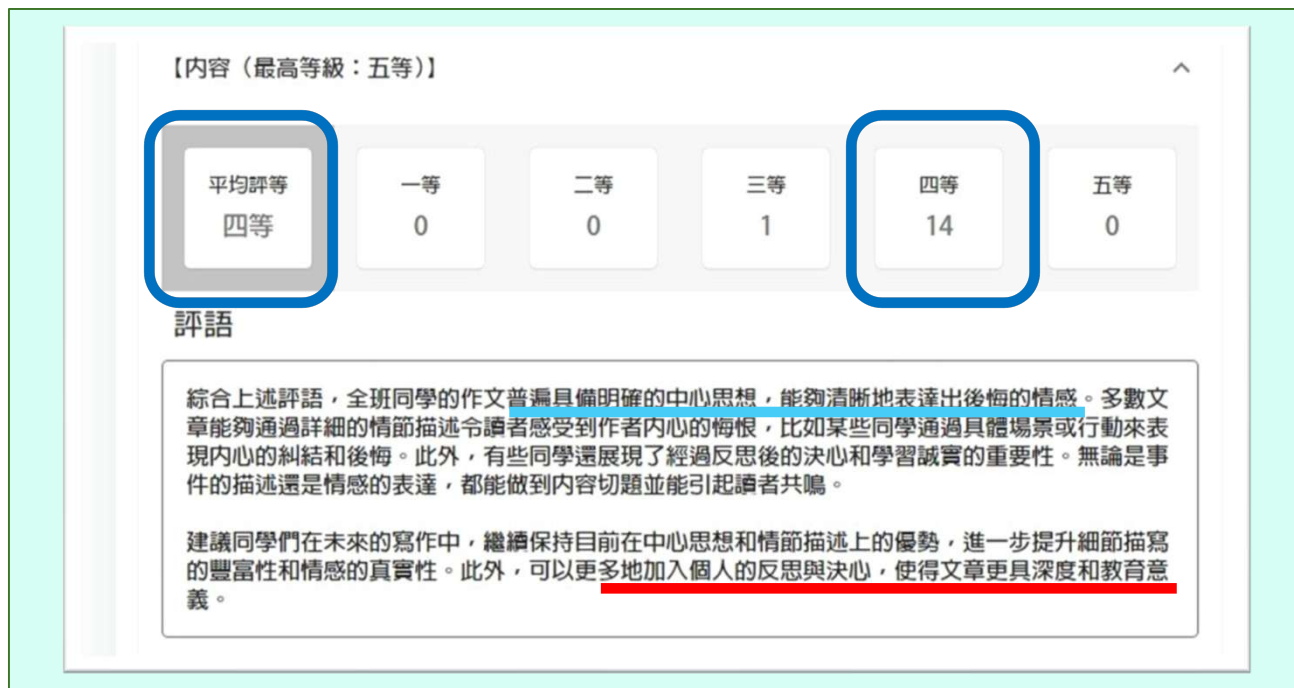 【內容（最高等級：五等）】
平均評等
四等
一等
0
二等
0
三等
1
四等
14
五等
0
評語
綜合上述評語，全班同學的作文普遍具備明確的中心思想，能夠清晰地表達出後悔的情感。多數文
章能夠通過詳細的情節描述令讀者感受到作者內心的悔恨，比如某些同學通過具體場景或行動來表
現內心的糾結和後悔。此外，有些同學還展現了經過反思後的決心和學習誠實的重要性。無論是事
件的描述還是情感的表達，都能做到內容切題並能引起讀者共鳴。
建議同學們在未來的寫作中，繼續保持目前在中心思想和情節描述上的優勢，進一步提升細節描寫
的豐富性和情感的真實性。此外，可以更多地加入個人的反思與決心，使得文章更具深度和教育意
義。